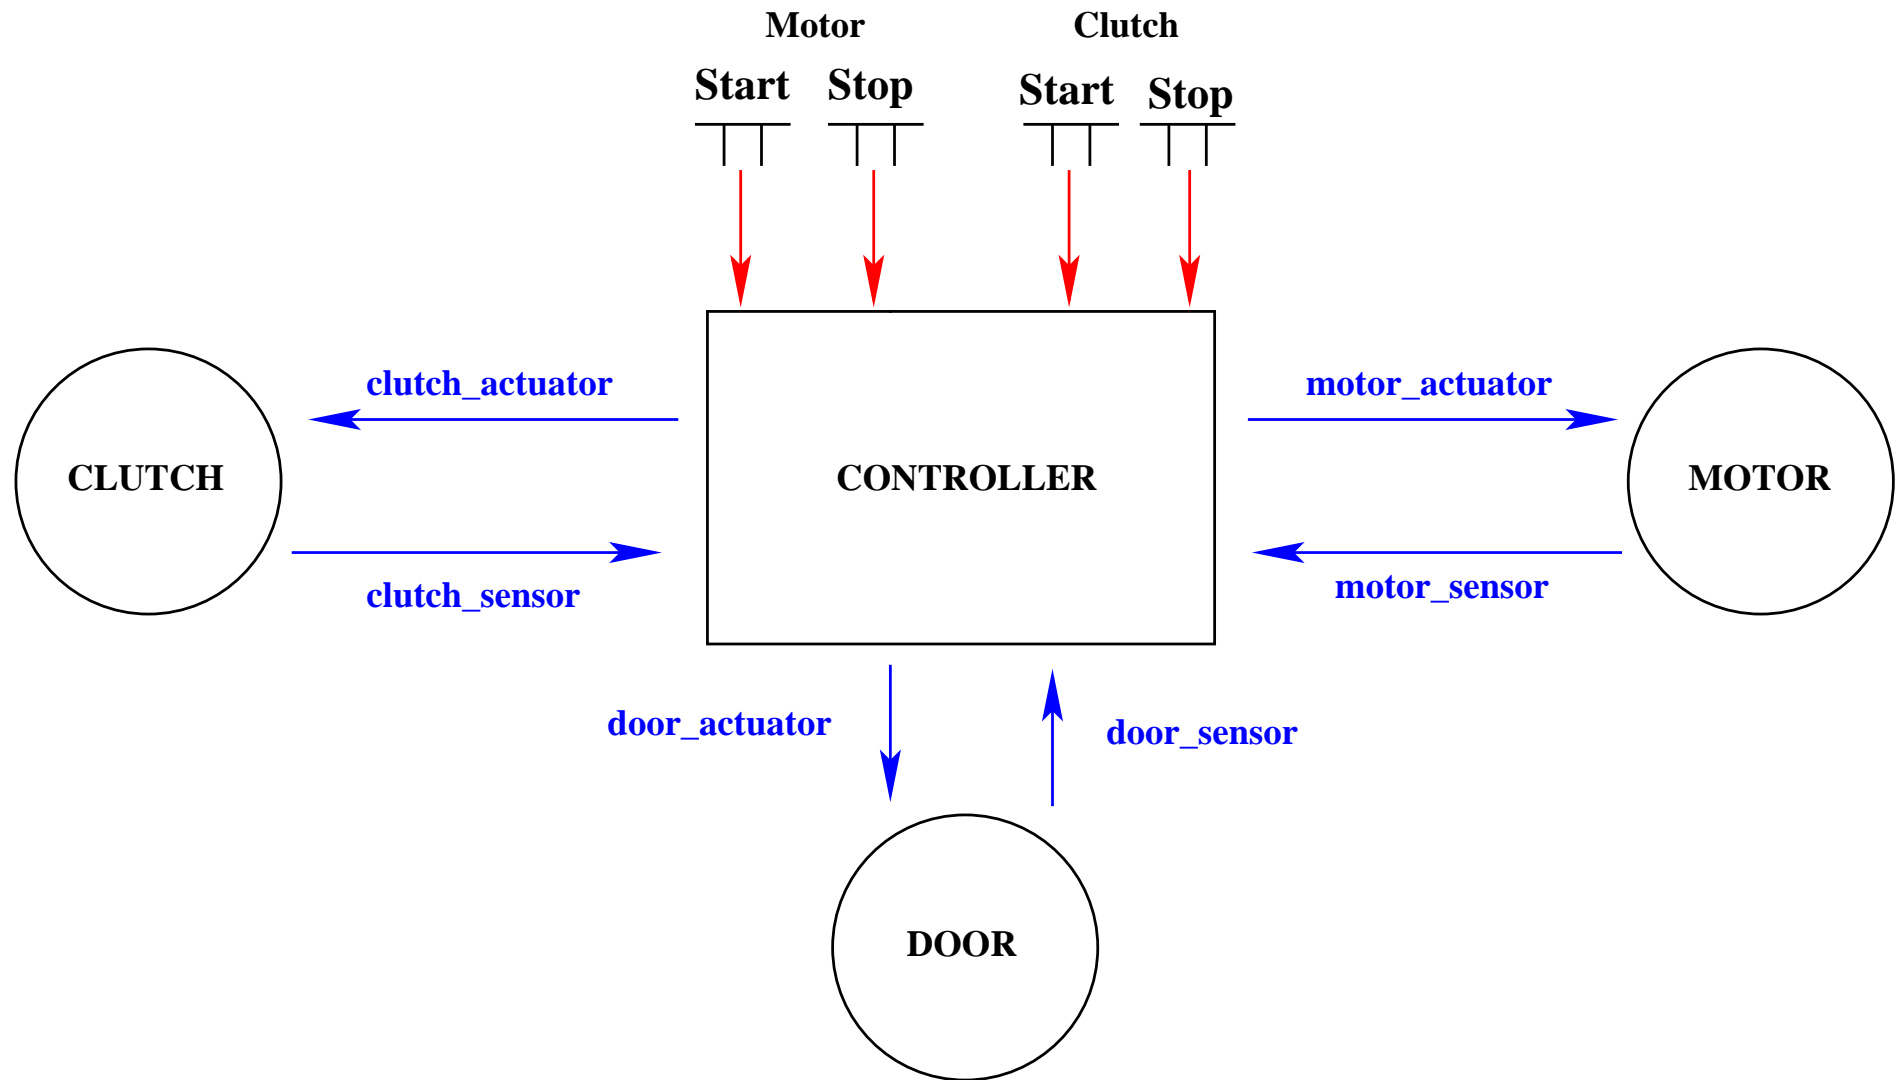 Motor Clutch
Start Stop Start Stop
clutch_actuator motor_actuator
CLUTCH CONTROLLER MOTOR
clutch_sensor motor_sensor
door_actuator door_sensor
DOOR